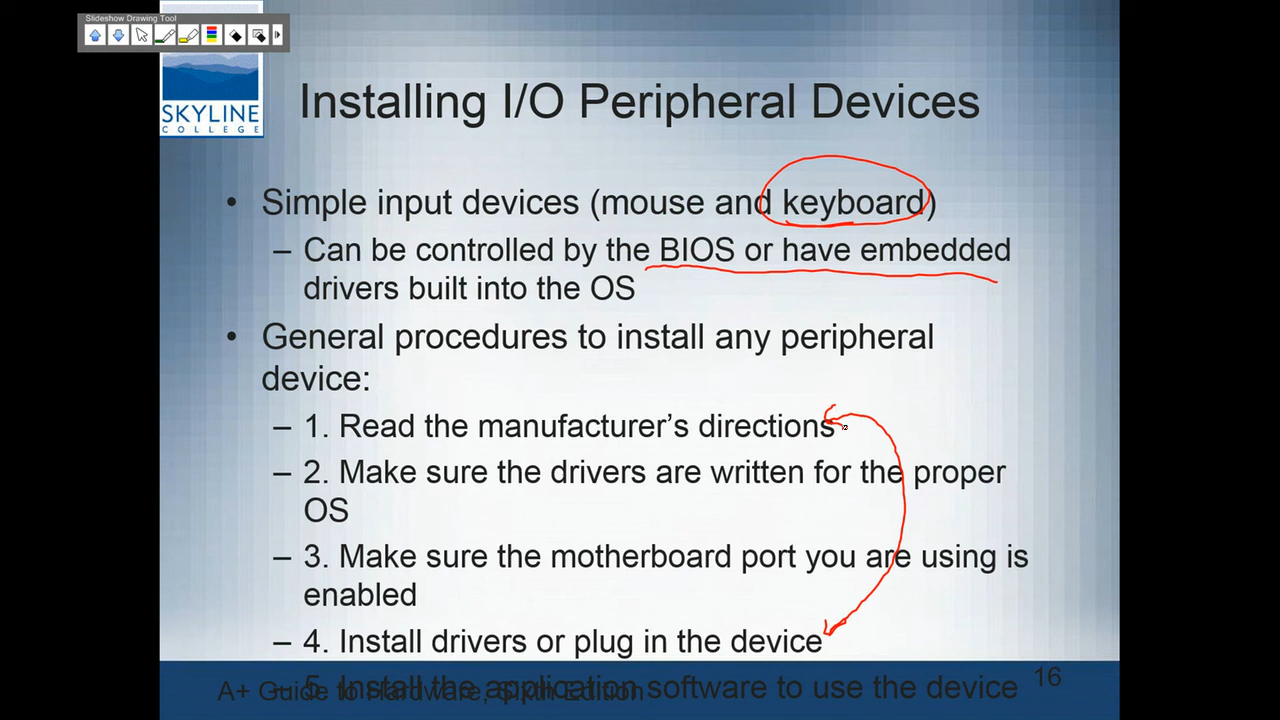 Slideshow Drawing Tool
SKYLINE
COLLEGE
Installing I/O Peripheral Devices
• Simple input devices (mouse and keyboard)
– Can be controlled by the BIOS or have embedded
drivers built into the OS
• General procedures to install any peripheral
device:
– 1. Read the manufacturer’s directions
– 2. Make sure the drivers are written for the proper
OS
– 3. Make sure the motherboard port you are using is
enabled
– 4. Install drivers or plug in the device
– 5. Install the application software to use the device
A+ Guide to Hardware, Sixth Edition
16